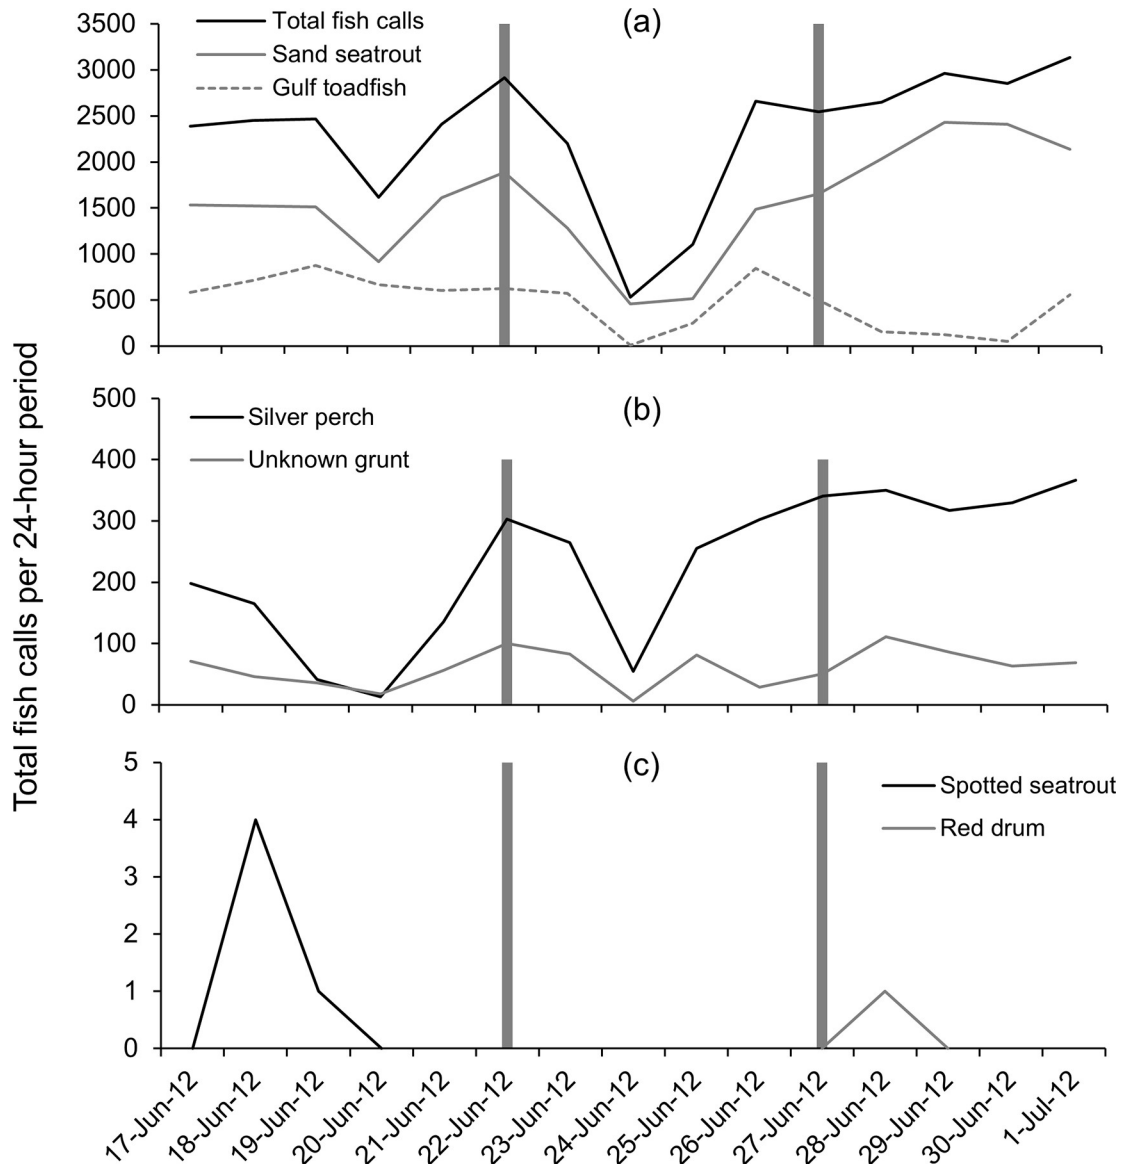 Total fish calls per 24-hour period
(a)
Total fish calls
Sand seatrout
Gulf toadfish
3500
3000
2500
2000
1500
1000
500
0
(b)
Silver perch
Unknown grunt
500
400
300
200
100
0
(c)
Spotted seatrout
Red drum
5
4
3
2
1
0
17-Jun-12
18-Jun-12
19-Jun-12
20-Jun-12
21-Jun-12
22-Jun-12
23-Jun-12
24-Jun-12
25-Jun-12
26-Jun-12
27-Jun-12
28-Jun-12
29-Jun-12
30-Jun-12
1-Jul-12